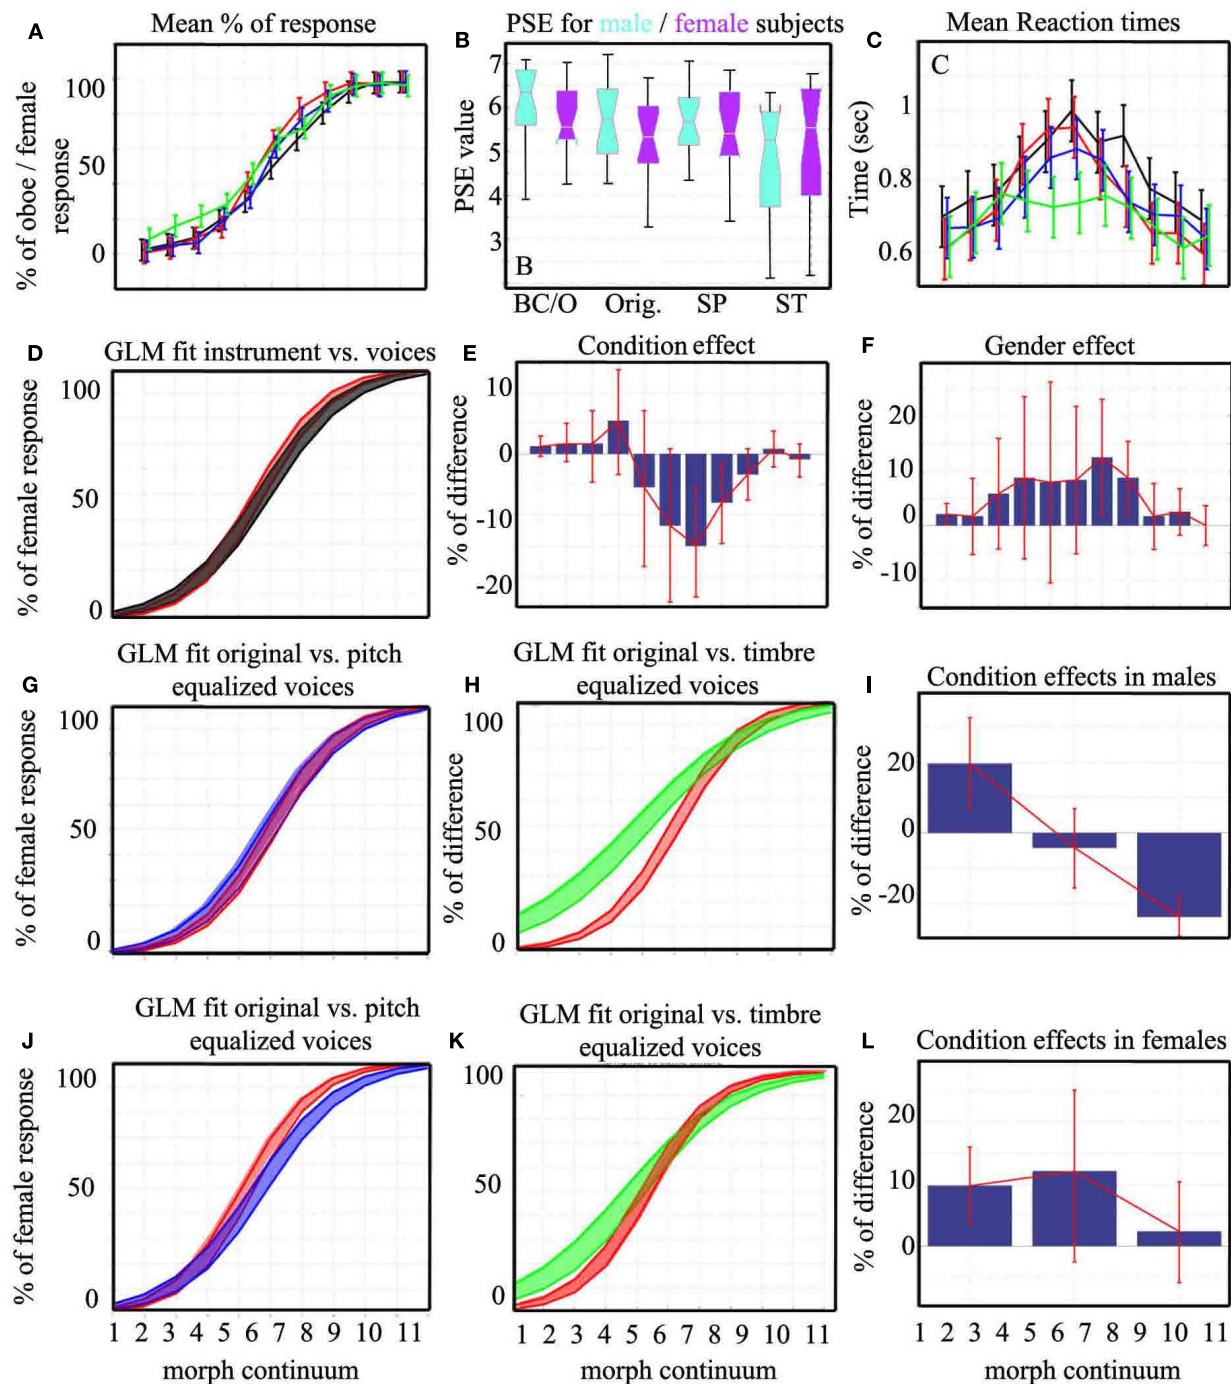 A
Mean % of response
% of oboe / female
response
100
50
0
B
PSE for male / female subjects
PSE value
7
6
5
3
B
BC/O Orig. SP ST
C
Mean Reaction times
C
Time (sec)
1
0.8
0.6
D
GLM fit instrument vs. voices
% of female response
100
50
0
E
Condition effect
% of difference
10
0
-10
-20
F
Gender effect
% of difference
20
10
0
-10
G
GLM fit original vs. pitch
equalized voices
% of female response
100
50
0
H
GLM fit original vs. timbre
equalized voices
% of difference
100
50
0
I
Condition effects in males
% of difference
20
0
-20
J
GLM fit original vs. pitch
equalized voices
% of female response
100
50
0
1 2 3 4 5 6 7 8 9 10 11
morph continuum
K
GLM fit original vs. timbre
equalized voices
100
50
0
1 2 3 4 5 6 7 8 9 10 11
morph continuum
L
Condition effects in females
% of difference
20
10
0
1 2 3 4 5 6 7 8 9 10 11
morph continuum